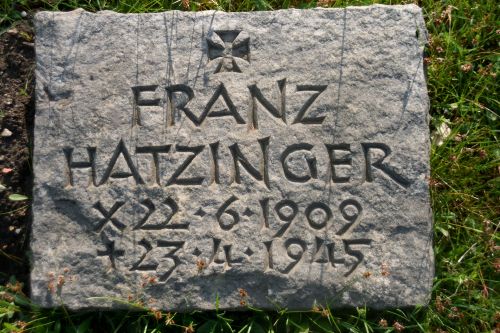 FRANZ
HATZINGER
× 22·6·1909
+ 23·4·1945